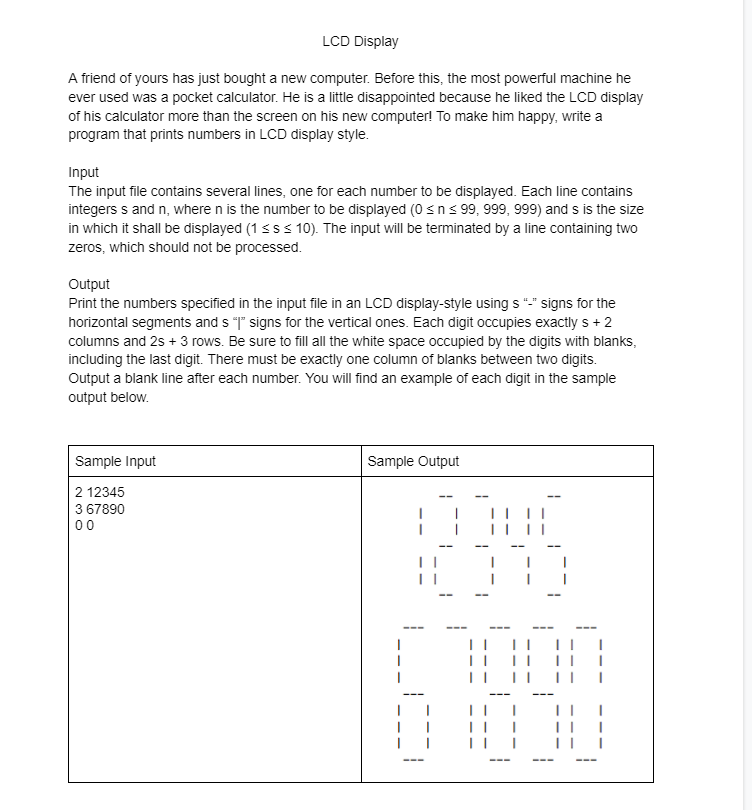 LCD Display
A friend of yours has just bought a new computer. Before this, the most powerful machine he
ever used was a pocket calculator. He is a little disappointed because he liked the LCD display
of his calculator more than the screen on his new computer! To make him happy, write a
program that prints numbers in LCD display style.
Input
The input file contains several lines, one for each number to be displayed. Each line contains
integers s and n, where n is the number to be displayed (0 ≤ n ≤ 99, 999, 999) and s is the size
in which it shall be displayed (1 ≤ s ≤ 10). The input will be terminated by a line containing two
zeros, which should not be processed.
Output
Print the numbers specified in the input file in an LCD display-style using s “-” signs for the
horizontal segments and s “|” signs for the vertical ones. Each digit occupies exactly s + 2
columns and 2s + 3 rows. Be sure to fill all the white space occupied by the digits with blanks,
including the last digit. There must be exactly one column of blanks between two digits.
Output a blank line after each number. You will find an example of each digit in the sample
output below.
Sample Input
2 12345
3 67890
0 0
Sample Output
      --   --        --
   |    |    | |  | |
   |    |    | |  | |
      --   --   --   --
   | |       |    |    |
   | |       |    |    |
      --   --        --
 ---   ---   ---   ---   ---
|         | |   | |   | |   |
|         | |   | |   | |   |
|         | |   | |   | |   |
 ---         ---   ---
|   |     | |   |     | |   |
|   |     | |   |     | |   |
|   |     | |   |     | |   |
 ---         ---   ---   ---